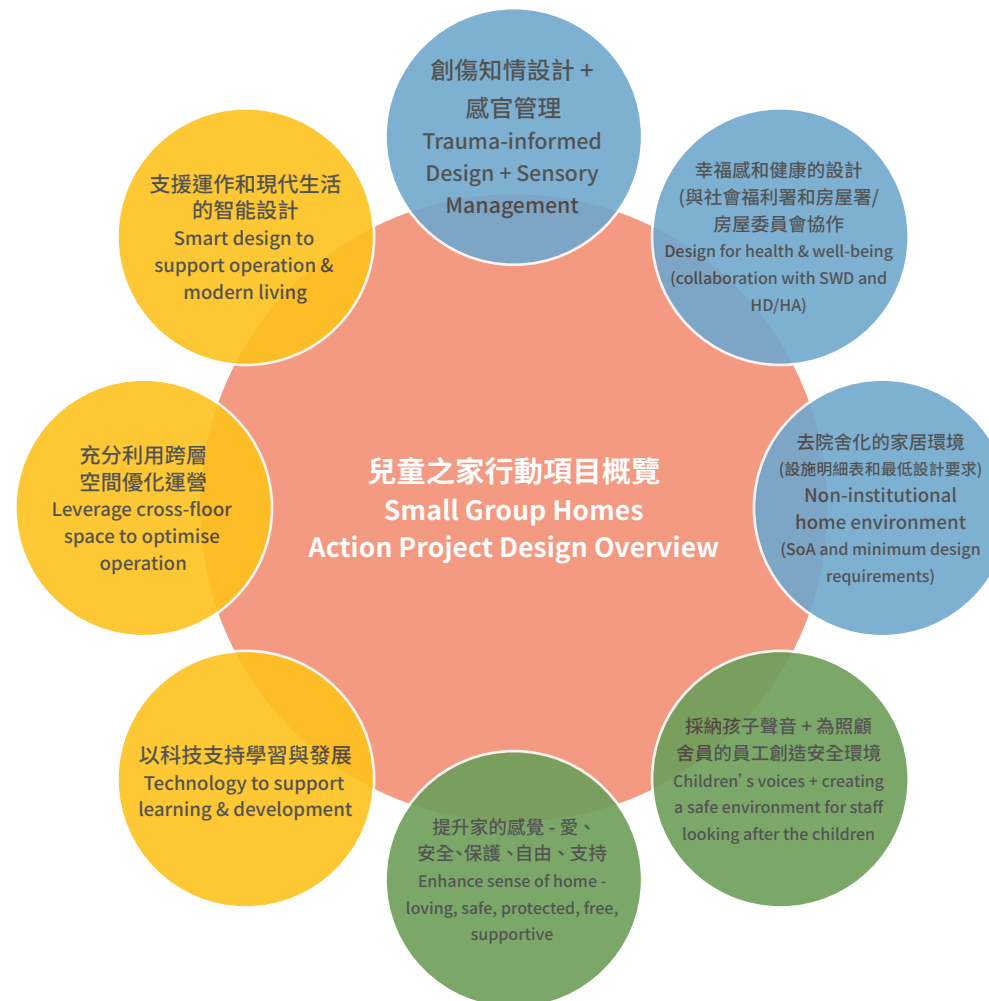 創傷知情設計 +
感官管理
Trauma-informed
Design + Sensory
Management
幸福感和健康的設計
(與社會福利署和房屋署/
房屋委員會協作
Design for health & well-being
(collaboration with SWD and
HD/HA)
去院舍化的家居環境
(設施明細表和最低設計要求)
Non-institutional
home environment
(SoA and minimum design
requirements)
採納孩子聲音 + 為照顧
舍員的員工創造安全環境
Children’s voices + creating
a safe environment for staff
looking after the children
提升家的感覺 - 愛、
安全、保護、自由、支持
Enhance sense of home -
loving, safe, protected, free,
supportive
以科技支持學習與發展
Technology to support
learning & development
充分利用跨層
空間優化運營
Leverage cross-floor
space to optimise
operation
支援運作和現代生活
的智能設計
Smart design to
support operation &
modern living
兒童之家行動項目概覽
Small Group Homes
Action Project Design Overview